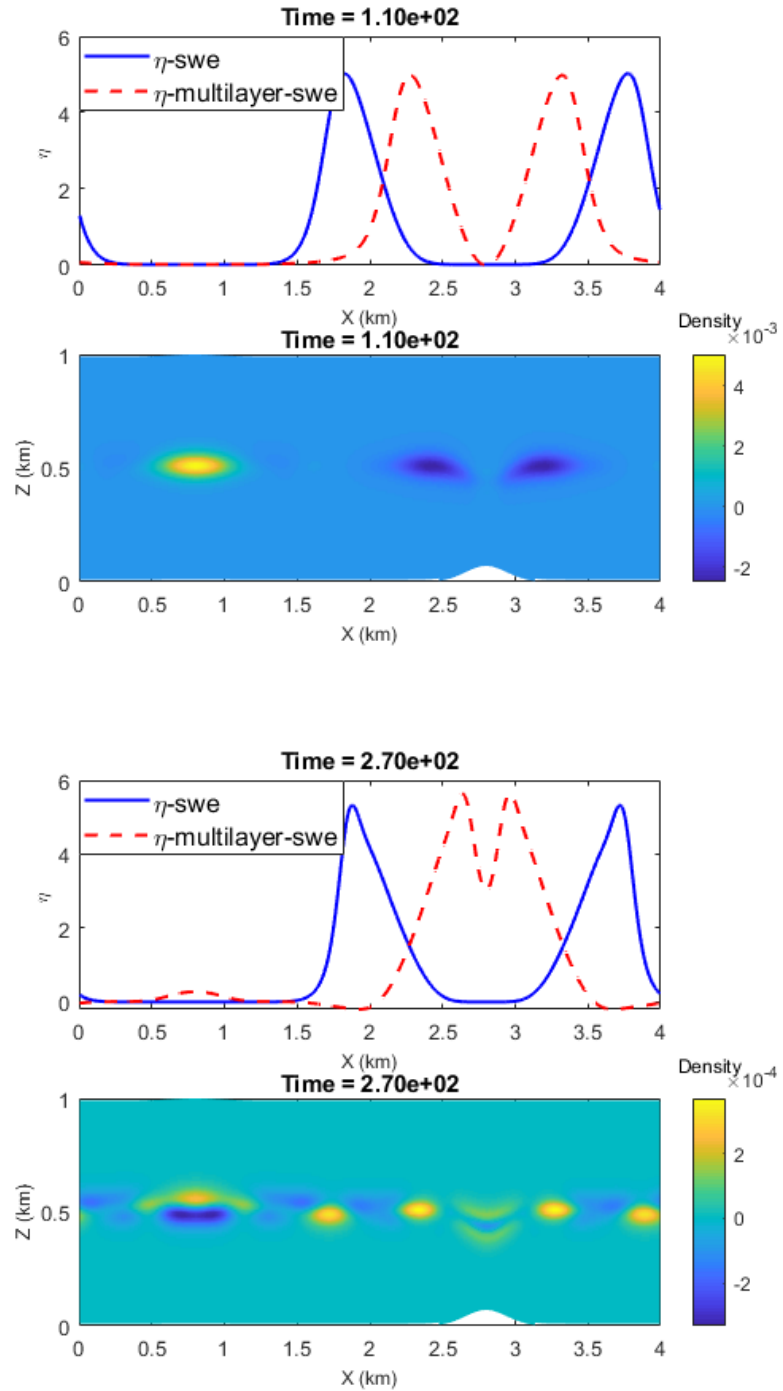 Time = 1.10e+02
6
4
2
0
η
η-swe
η-multilayer-swe
0 0.5 1 1.5 2 2.5 3 3.5 4
X (km)
Time = 1.10e+02
Density
×10⁻³
1
0.5
0
Z (km)
4
2
0
-2
0 0.5 1 1.5 2 2.5 3 3.5 4
X (km)
Time = 2.70e+02
6
4
2
0
η
η-swe
η-multilayer-swe
0 0.5 1 1.5 2 2.5 3 3.5 4
X (km)
Time = 2.70e+02
Density
×10⁻⁴
1
0.5
0
Z (km)
2
0
-2
0 0.5 1 1.5 2 2.5 3 3.5 4
X (km)